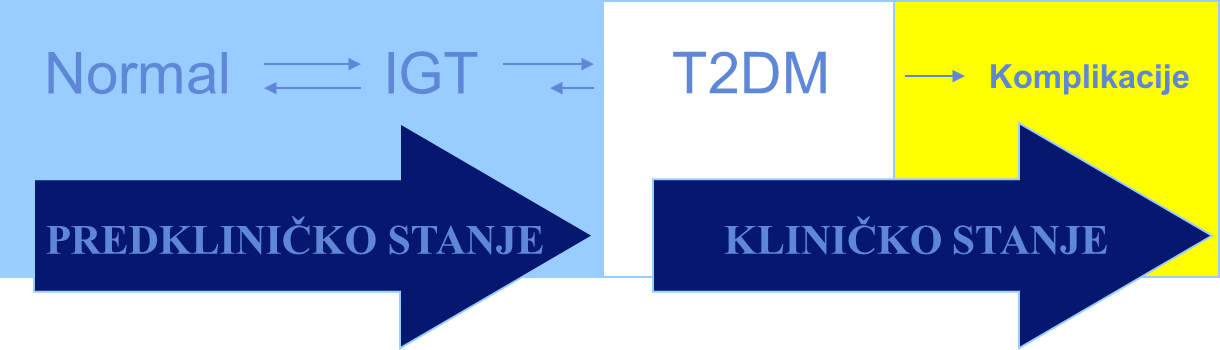 Normal IGT T2DM Komplikacije
PREDKLINIČKO STANJE KLINIČKO STANJE